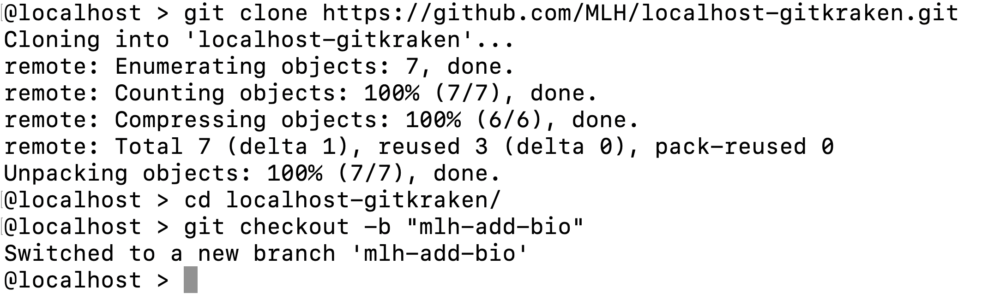 @localhost > git clone https://github.com/MLH/localhost-gitkraken.git
Cloning into 'localhost-gitkraken'...
remote: Enumerating objects: 7, done.
remote: Counting objects: 100% (7/7), done.
remote: Compressing objects: 100% (6/6), done.
remote: Total 7 (delta 1), reused 3 (delta 0), pack-reused 0
Unpacking objects: 100% (7/7), done.
@localhost > cd localhost-gitkraken/
@localhost > git checkout -b "mlh-add-bio"
Switched to a new branch 'mlh-add-bio'
@localhost >